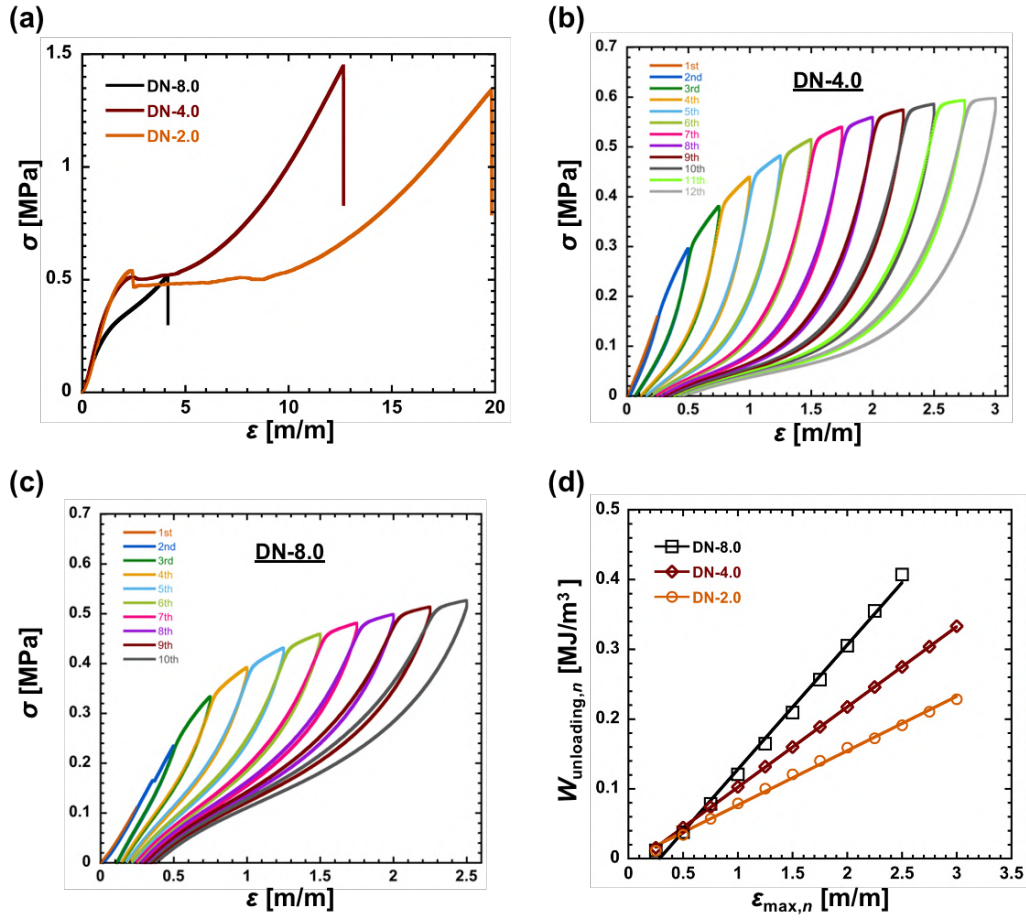 (a)
1.5
1
0.5
0
σ [MPa]
DN-8.0
DN-4.0
DN-2.0
0
5
10
15
20
ε [m/m]
(b)
0.7
0.6
0.5
0.4
0.3
0.2
0.1
0
σ [MPa]
DN-4.0
1st
2nd
3rd
4th
5th
6th
7th
8th
9th
10th
11th
12th
0
0.5
1
1.5
2
2.5
3
ε [m/m]
(c)
0.7
0.6
0.5
0.4
0.3
0.2
0.1
0
σ [MPa]
DN-8.0
1st
2nd
3rd
4th
5th
6th
7th
8th
9th
10th
0
0.5
1
1.5
2
2.5
ε [m/m]
(d)
0.5
0.4
0.3
0.2
0.1
0
Wunloading,n [MJ/m³]
DN-8.0
DN-4.0
DN-2.0
0
0.5
1
1.5
2
2.5
3
3.5
εmax,n [m/m]